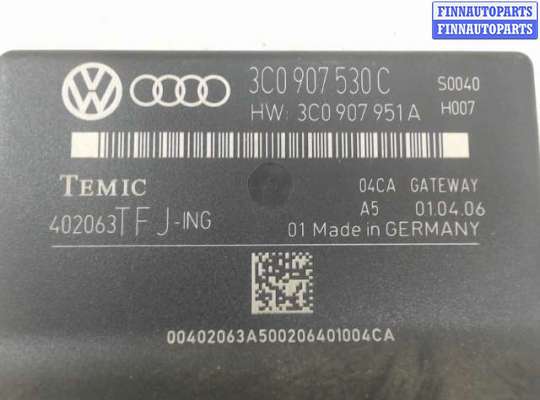 FINNAUTOPARTS
FINNAUTOPARTS
3C0 907 530 C S0040
HW: 3C0 907 951 A H007
TEMIC 04CA GATEWAY
402063TFJ-ING A5 01.04.06
01 Made in GERMANY
00402063A500206401004CA